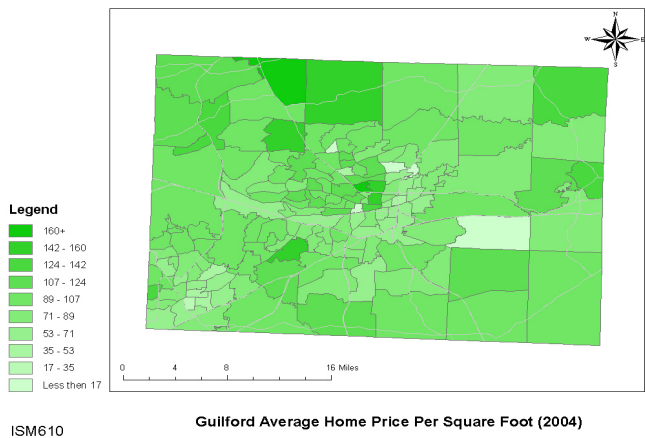 N
W E
S
Legend
160+
142 - 160
124 - 142
107 - 124
89 - 107
71 - 89
53 - 71
35 - 53
17 - 35
Less then 17
0 4 8 16 Miles
Guilford Average Home Price Per Square Foot (2004)
ISM610